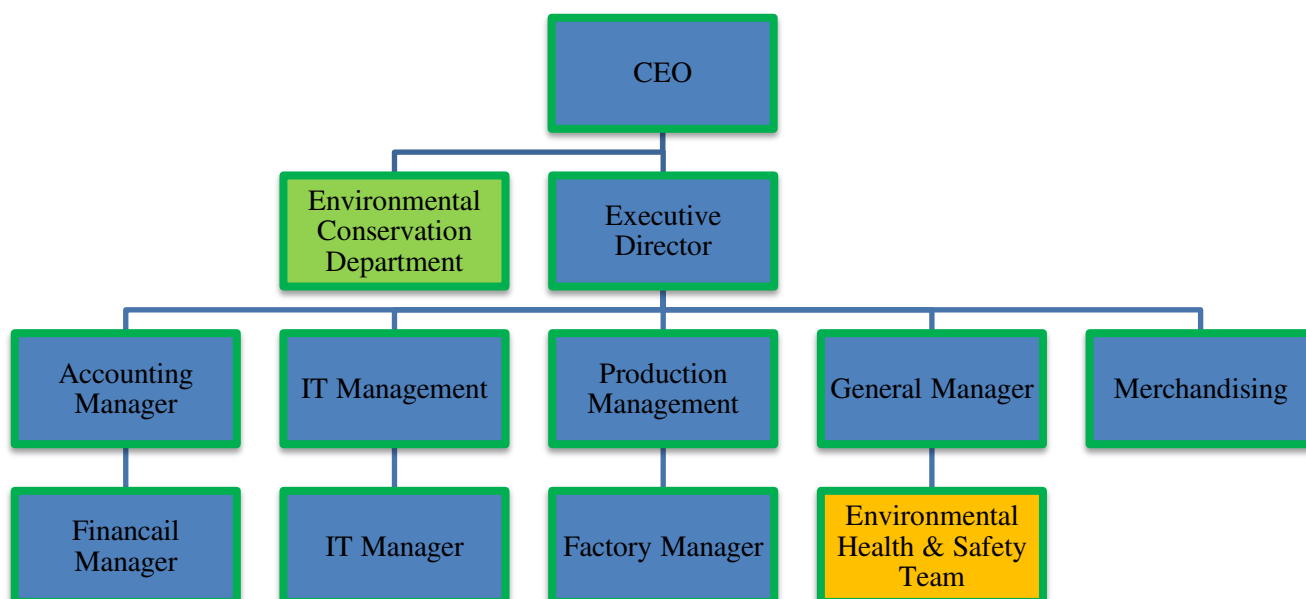 CEO
Environmental
Conservation
Department
Executive
Director
Accounting
Manager
IT Management
Production
Management
General Manager
Merchandising
Financail
Manager
IT Manager
Factory Manager
Environmental
Health & Safety
Team